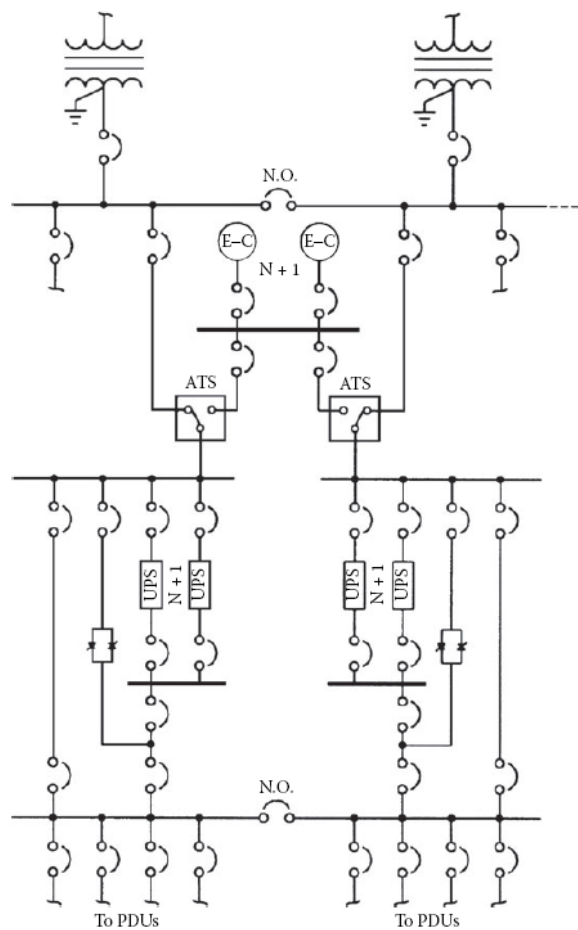 N.O.
E–C
E–C
N + 1
ATS
ATS
UPS
N + 1
UPS
UPS
N + 1
UPS
N.O.
To PDUs
To PDUs